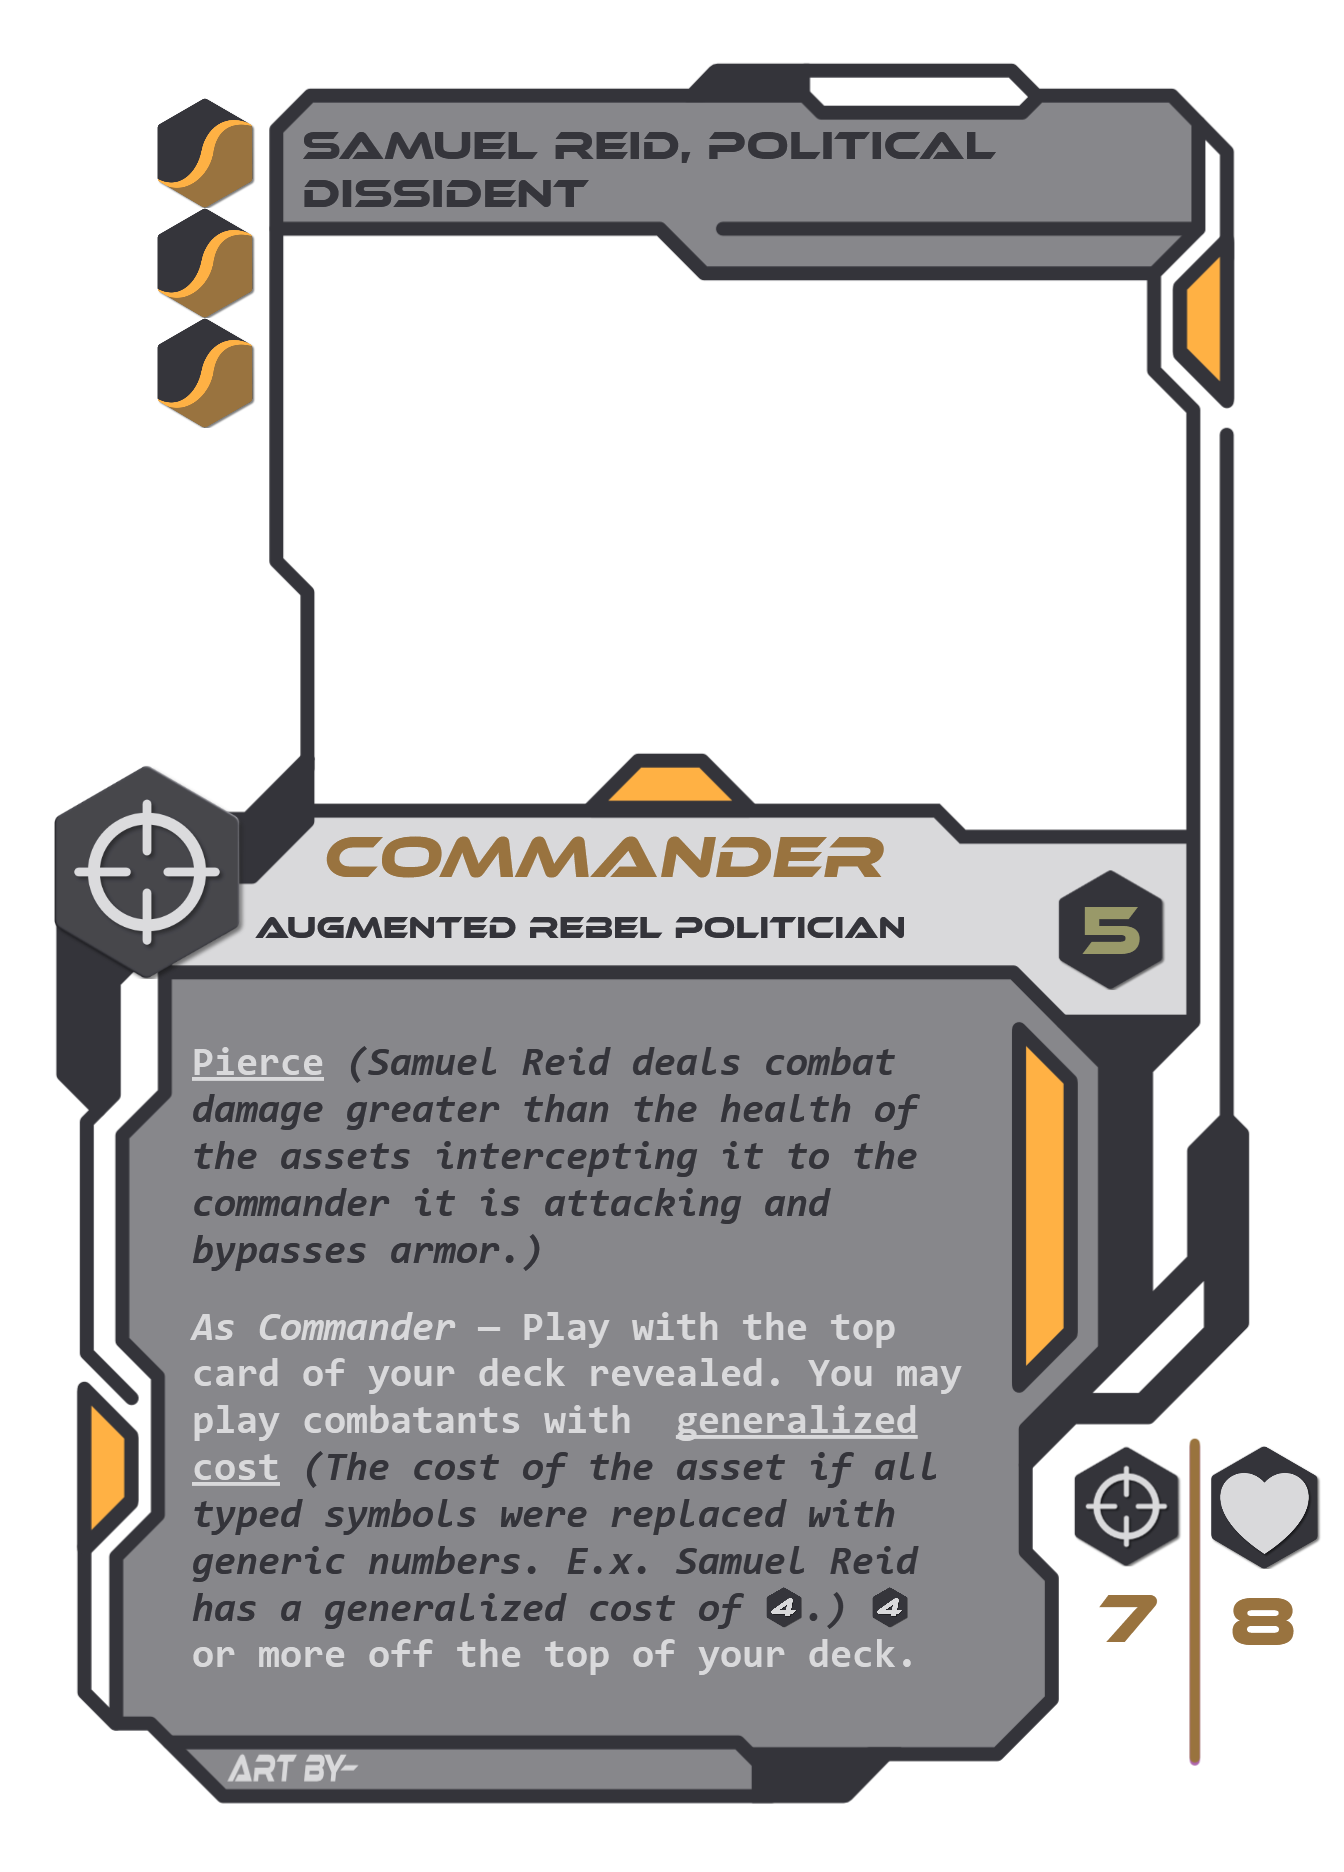 SAMUEL REID, POLITICAL
DISSIDENT
COMMANDER
AUGMENTED REBEL POLITICIAN
5
Pierce (Samuel Reid deals combat
damage greater than the health of
the assets intercepting it to the
commander it is attacking and
bypasses armor.)
As Commander — Play with the top
card of your deck revealed. You may
play combatants with generalized
cost (The cost of the asset if all
typed symbols were replaced with
generic numbers. E.x. Samuel Reid
has a generalized cost of 4.) 4
or more off the top of your deck.
7
8
ART BY-